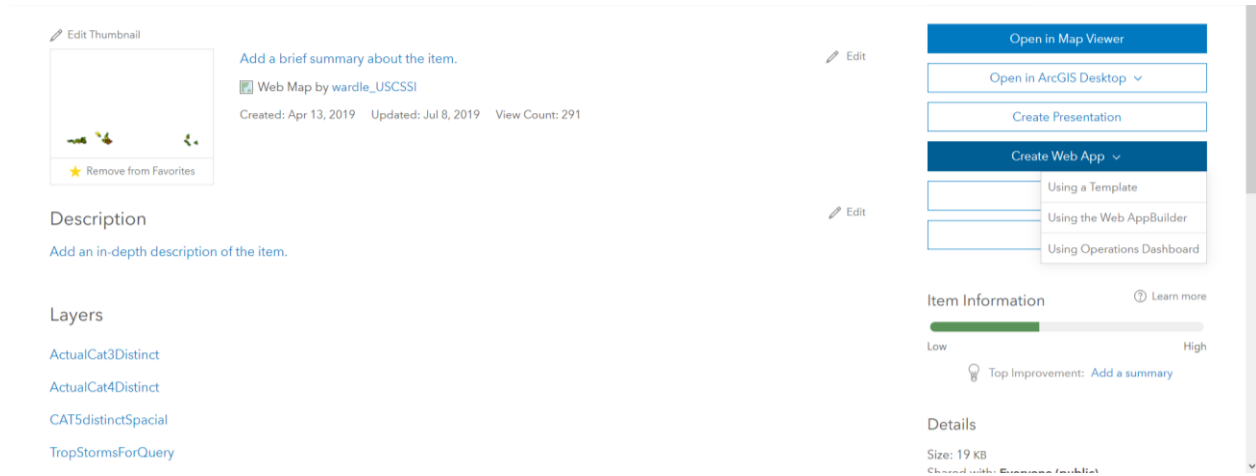 Edit Thumbnail
Add a brief summary about the item.
Edit
Web Map by wardle_USCSSI
Created: Apr 13, 2019 Updated: Jul 8, 2019 View Count: 291
Remove from Favorites
Description
Edit
Add an in-depth description of the item.
Layers
ActualCat3Distinct
ActualCat4Distinct
CAT5distinctSpacial
TropStormsForQuery
Open in Map Viewer
Open in ArcGIS Desktop
Create Presentation
Create Web App
Using a Template
Using the Web AppBuilder
Using Operations Dashboard
Item Information
Learn more
Low High
Top Improvement: Add a summary
Details
Size: 19 KB
Shared with: Everyone (public)